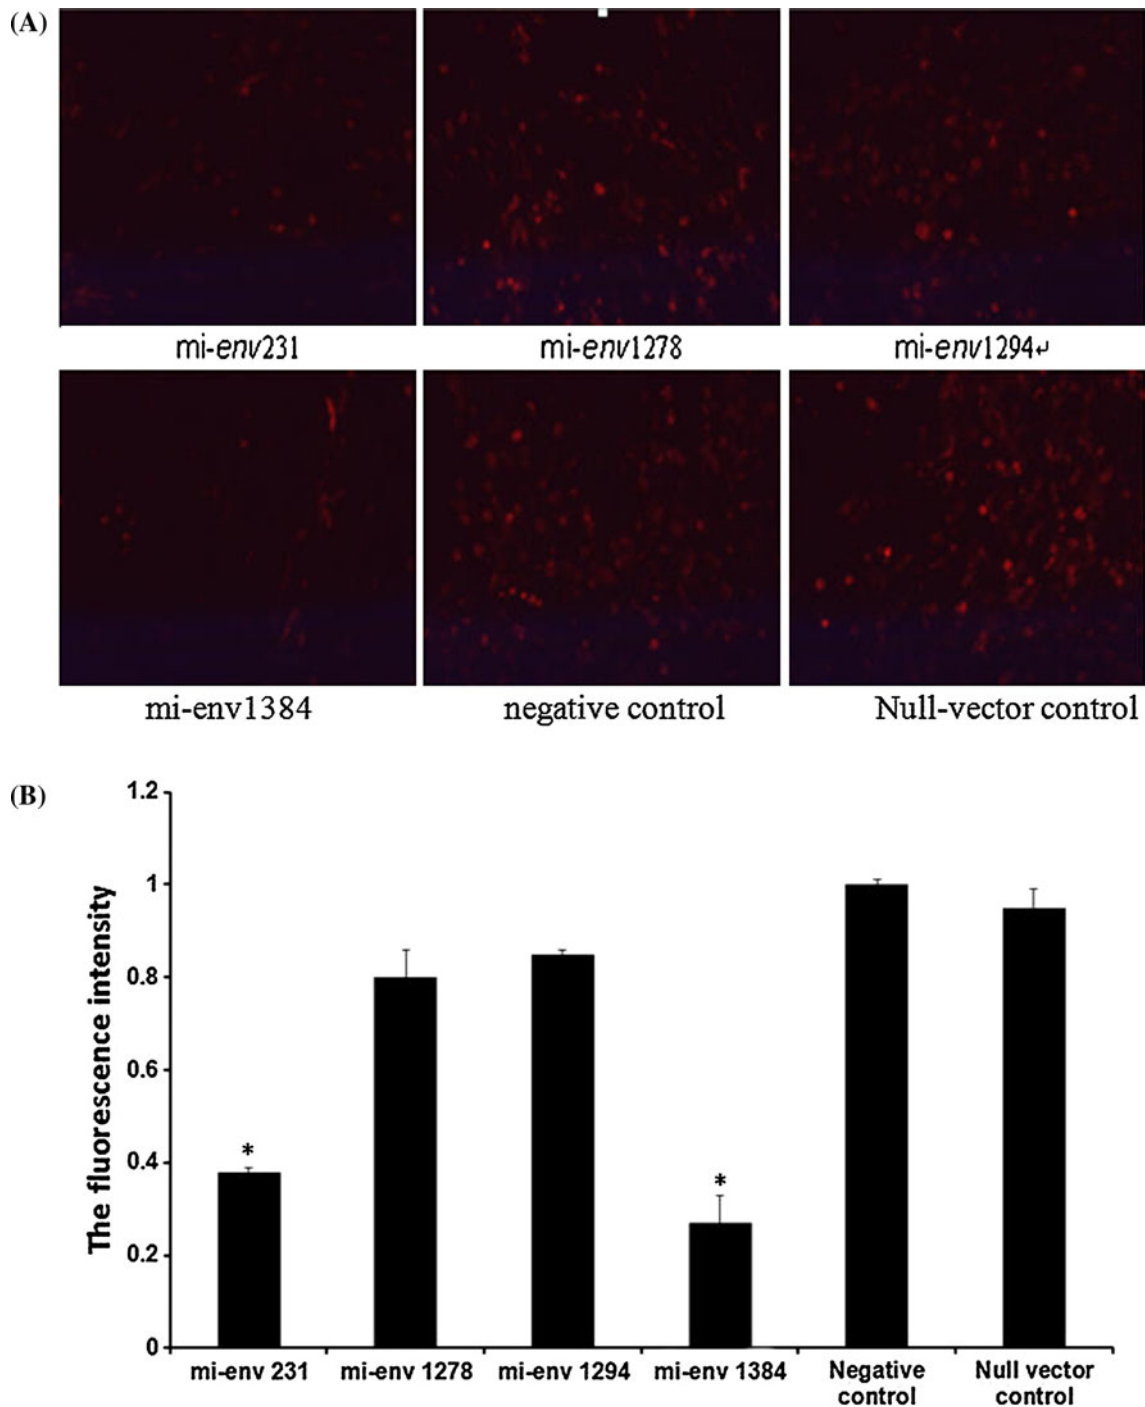 (A)
mi-env231 mi-env1278 mi-env1294↵
mi-env1384 negative control Null-vector control
(B)
1.2
1
0.8
0.6
0.4
0.2
0
The fluorescence intensity
*
*
mi-env 231 mi-env 1278 mi-env 1294 mi-env 1384 Negative control Null vector control